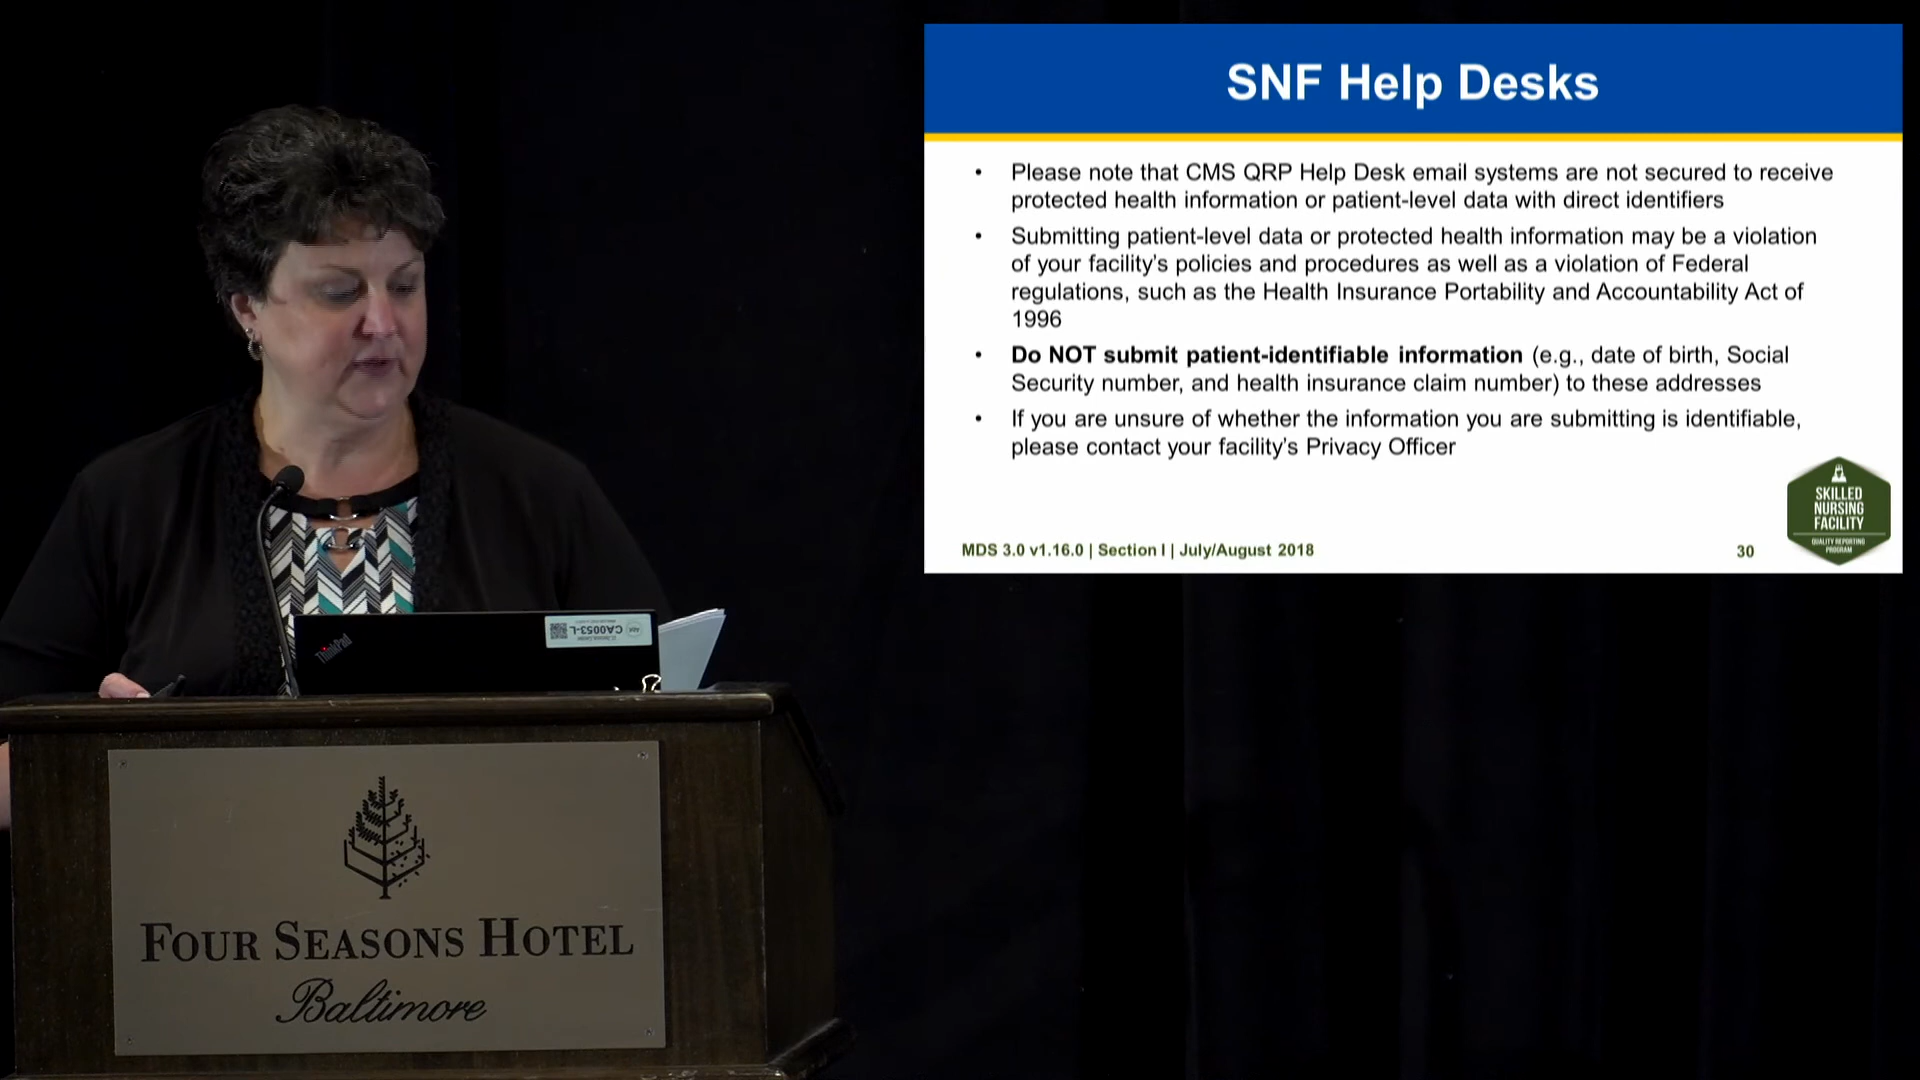 SNF Help Desks
• Please note that CMS QRP Help Desk email systems are not secured to receive
protected health information or patient-level data with direct identifiers
• Submitting patient-level data or protected health information may be a violation
of your facility’s policies and procedures as well as a violation of Federal
regulations, such as the Health Insurance Portability and Accountability Act of
1996
• Do NOT submit patient-identifiable information (e.g., date of birth, Social
Security number, and health insurance claim number) to these addresses
• If you are unsure of whether the information you are submitting is identifiable,
please contact your facility’s Privacy Officer
SKILLED
NURSING
FACILITY
QUALITY REPORTING
PROGRAM
MDS 3.0 v1.16.0 | Section I | July/August 2018
30
CA0053-L
ThinkPad
FOUR SEASONS HOTEL
Baltimore